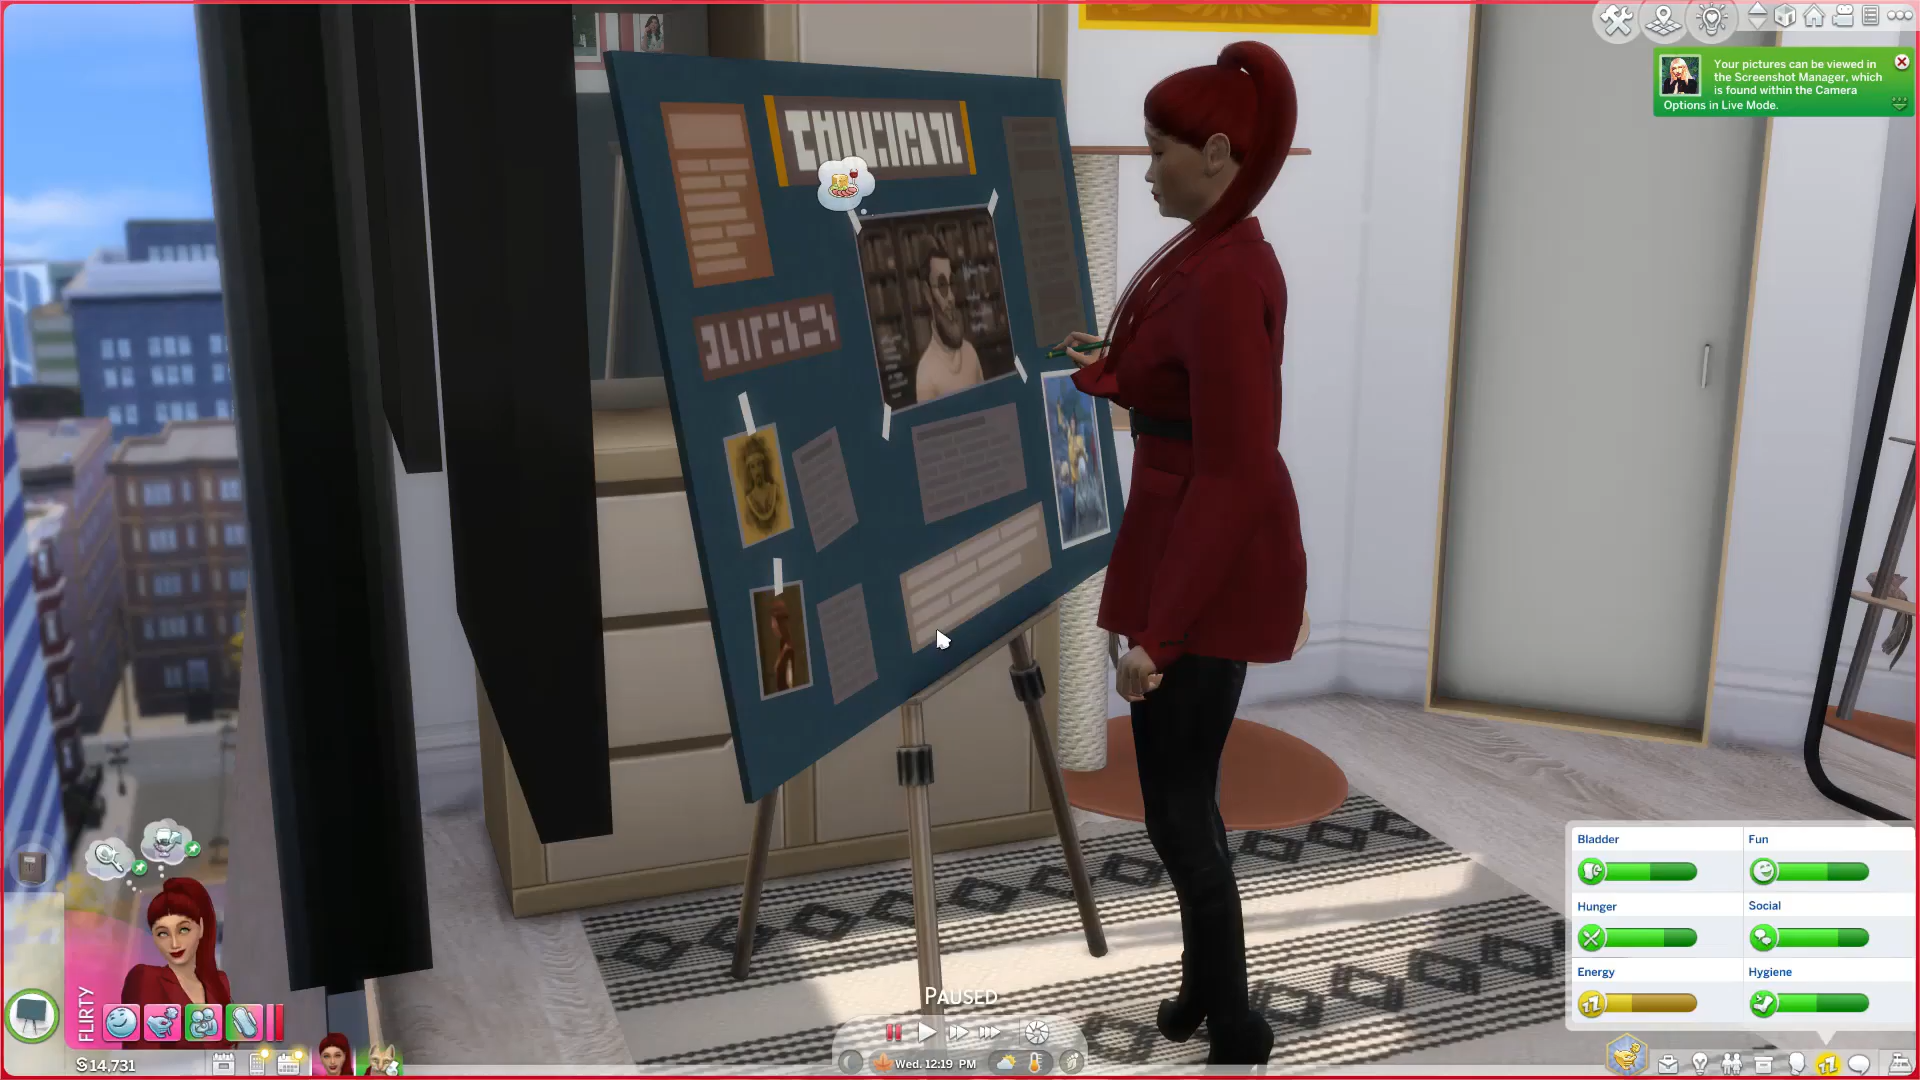 Your pictures can be viewed in
the Screenshot Manager, which
is found within the Camera
Options in Live Mode.
Bladder
Fun
Hunger
Social
Energy
Hygiene
FLIRTY
PAUSED
§14,731
Wed. 12:19 PM